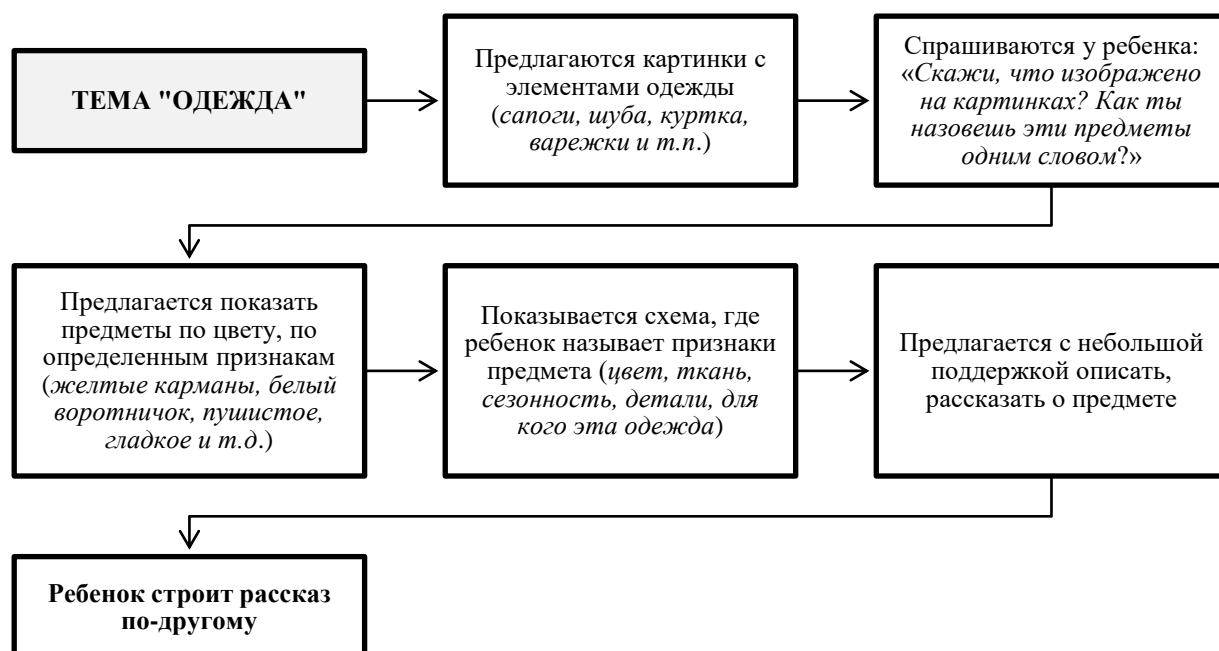 ТЕМА "ОДЕЖДА"
Предлагаются картинки с
элементами одежды
(сапоги, шуба, куртка,
варежки и т.п.)
Спрашиваются у ребенка:
«Скажи, что изображено
на картинках? Как ты
назовешь эти предметы
одним словом?»
Предлагается показать
предметы по цвету, по
определенным признакам
(желтые карманы, белый
воротничок, пушистое,
гладкое и т.д.)
Показывается схема, где
ребенок называет признаки
предмета (цвет, ткань,
сезонность, детали, для
кого эта одежда)
Предлагается с небольшой
поддержкой описать,
рассказать о предмете
Ребенок строит рассказ
по-другому